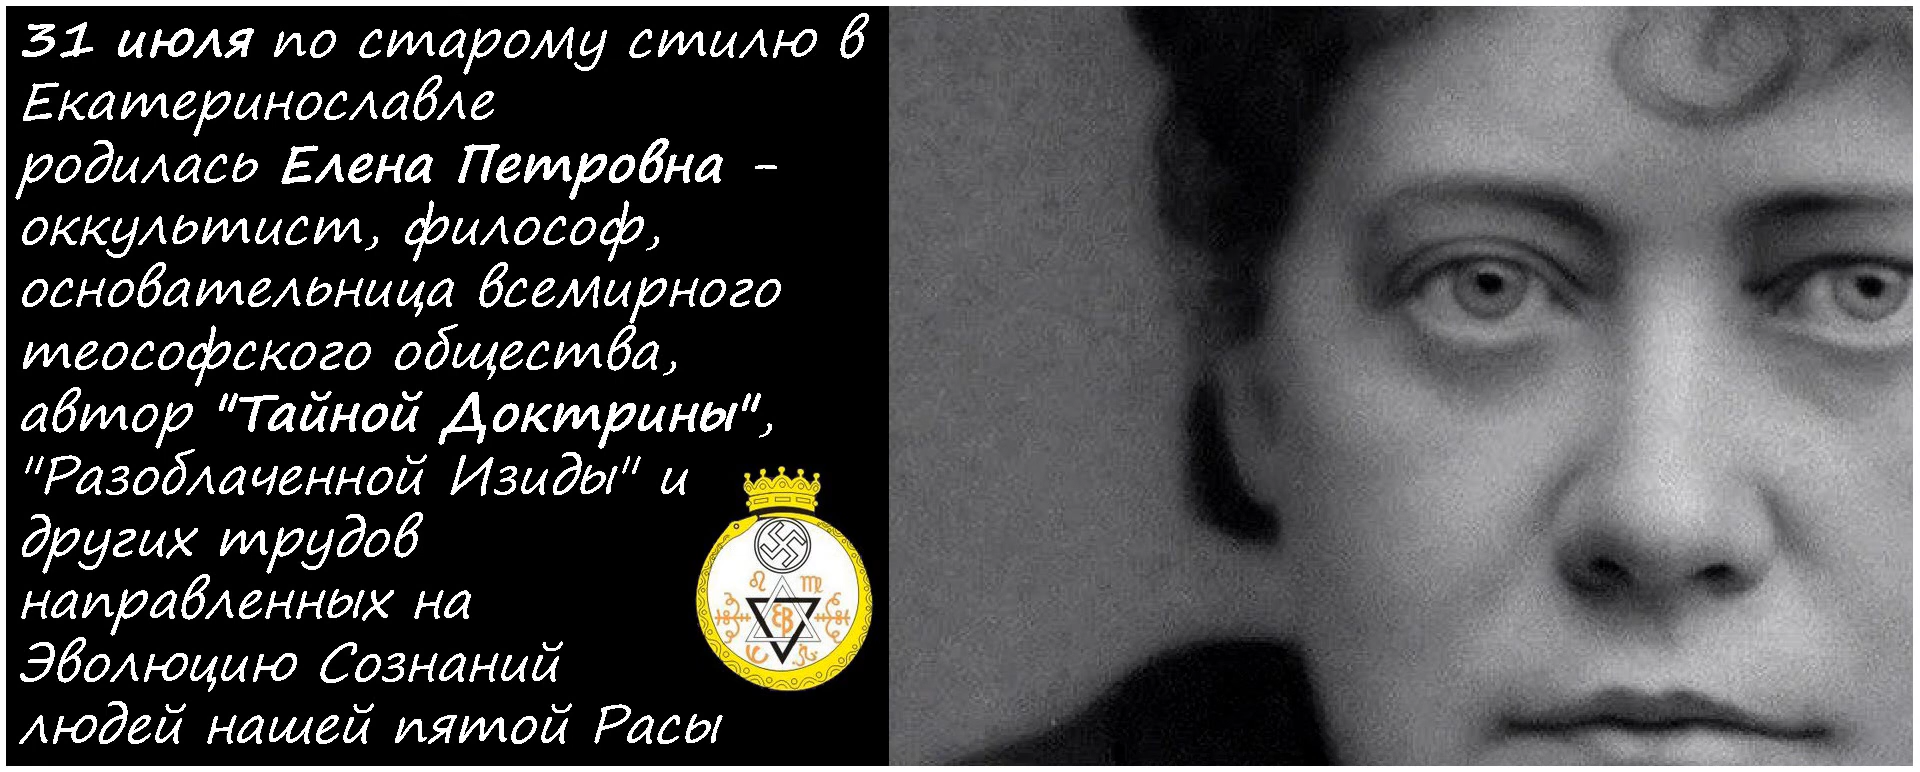 31 июля по старому стилю в
Екатеринославле
родилась Елена Петровна -
оккультист, философ,
основательница всемирного
теософского общества,
автор "Тайной Доктрины",
"Разоблаченной Изиды" и
других трудов
направленных на
Эволюцию Сознаний
людей нашей пятой Расы
ЕВ